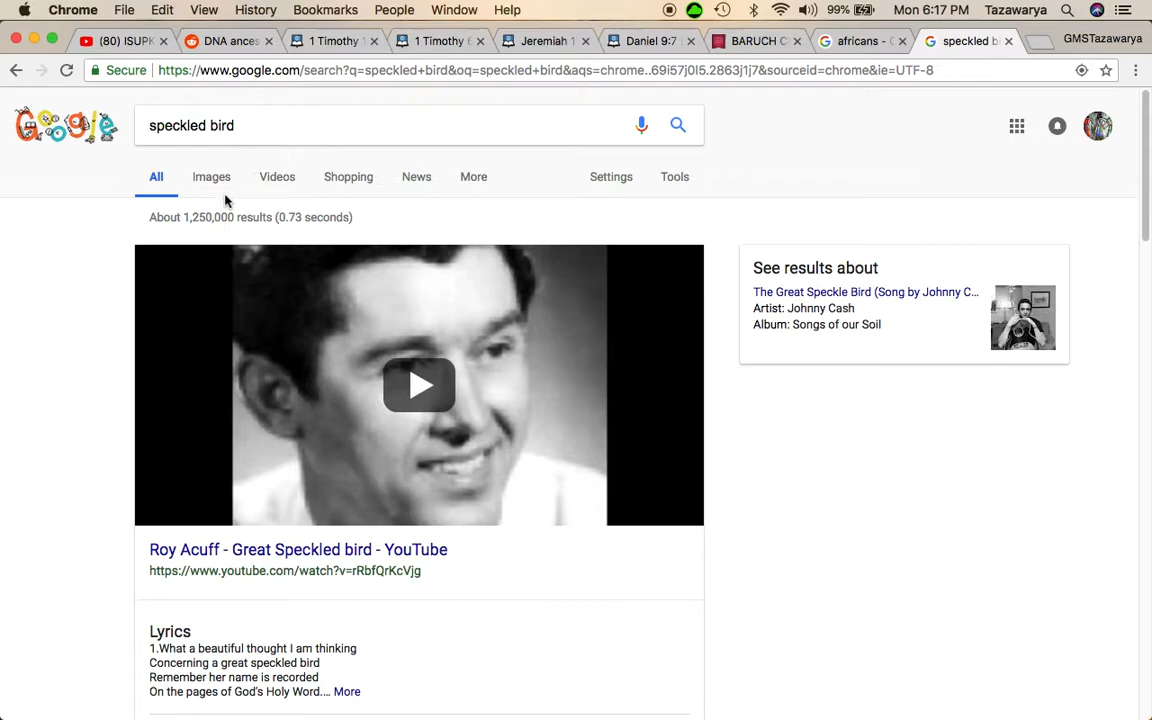 Chrome File Edit View History Bookmarks People Window Help 99% Mon 6:17 PM Tazawarya
(80) ISUPK
DNA ances
1 Timothy
1 Timothy 6
Jeremiah 1
Daniel 9:7
BARUCH C
africans - G
speckled b
GMSTazawarya
Secure https://www.google.com/search?q=speckled+bird&oq=speckled+bird&aqs=chrome..69i57j0l5.2863j1j7&sourceid=chrome&ie=UTF-8
Google
speckled bird
All Images Videos Shopping News More Settings Tools
About 1,250,000 results (0.73 seconds)
See results about
The Great Speckle Bird (Song by Johnny C...
Artist: Johnny Cash
Album: Songs of our Soil
Roy Acuff - Great Speckled bird - YouTube
https://www.youtube.com/watch?v=rRbfQrKcVjg
Lyrics
1.What a beautiful thought I am thinking
Concerning a great speckled bird
Remember her name is recorded
On the pages of God's Holy Word.... More